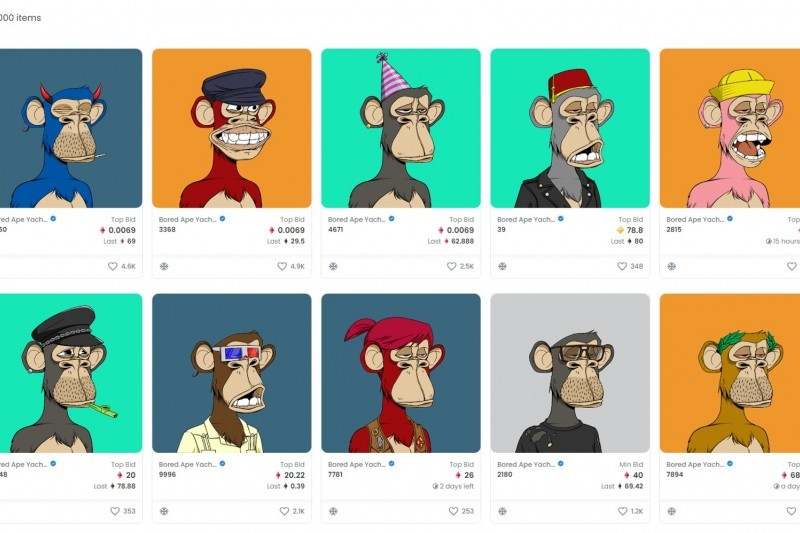 000 items
ored Ape Yach...
Top Bid
50
0.0069
Last 69
4.6K
Bored Ape Yach...
Top Bid
3368
0.0069
Last 29.5
4.9K
Bored Ape Yach...
Top Bid
4671
0.0069
Last 62.888
2.5K
Bored Ape Yach...
Top Bid
39
78.8
Last 80
348
Bored Ape Yach...
2815
15 hours
ored Ape Yach...
Top Bid
48
20
Last 78.88
353
Bored Ape Yach...
Top Bid
9996
20.22
Last 0.39
2.1K
Bored Ape Yach...
Top Bid
7781
26
2 days left
253
Bored Ape Yach...
Min Bid
2180
40
Last 69.42
1.2K
Bored Ape Yach...
Top Bid
7894
68
a day